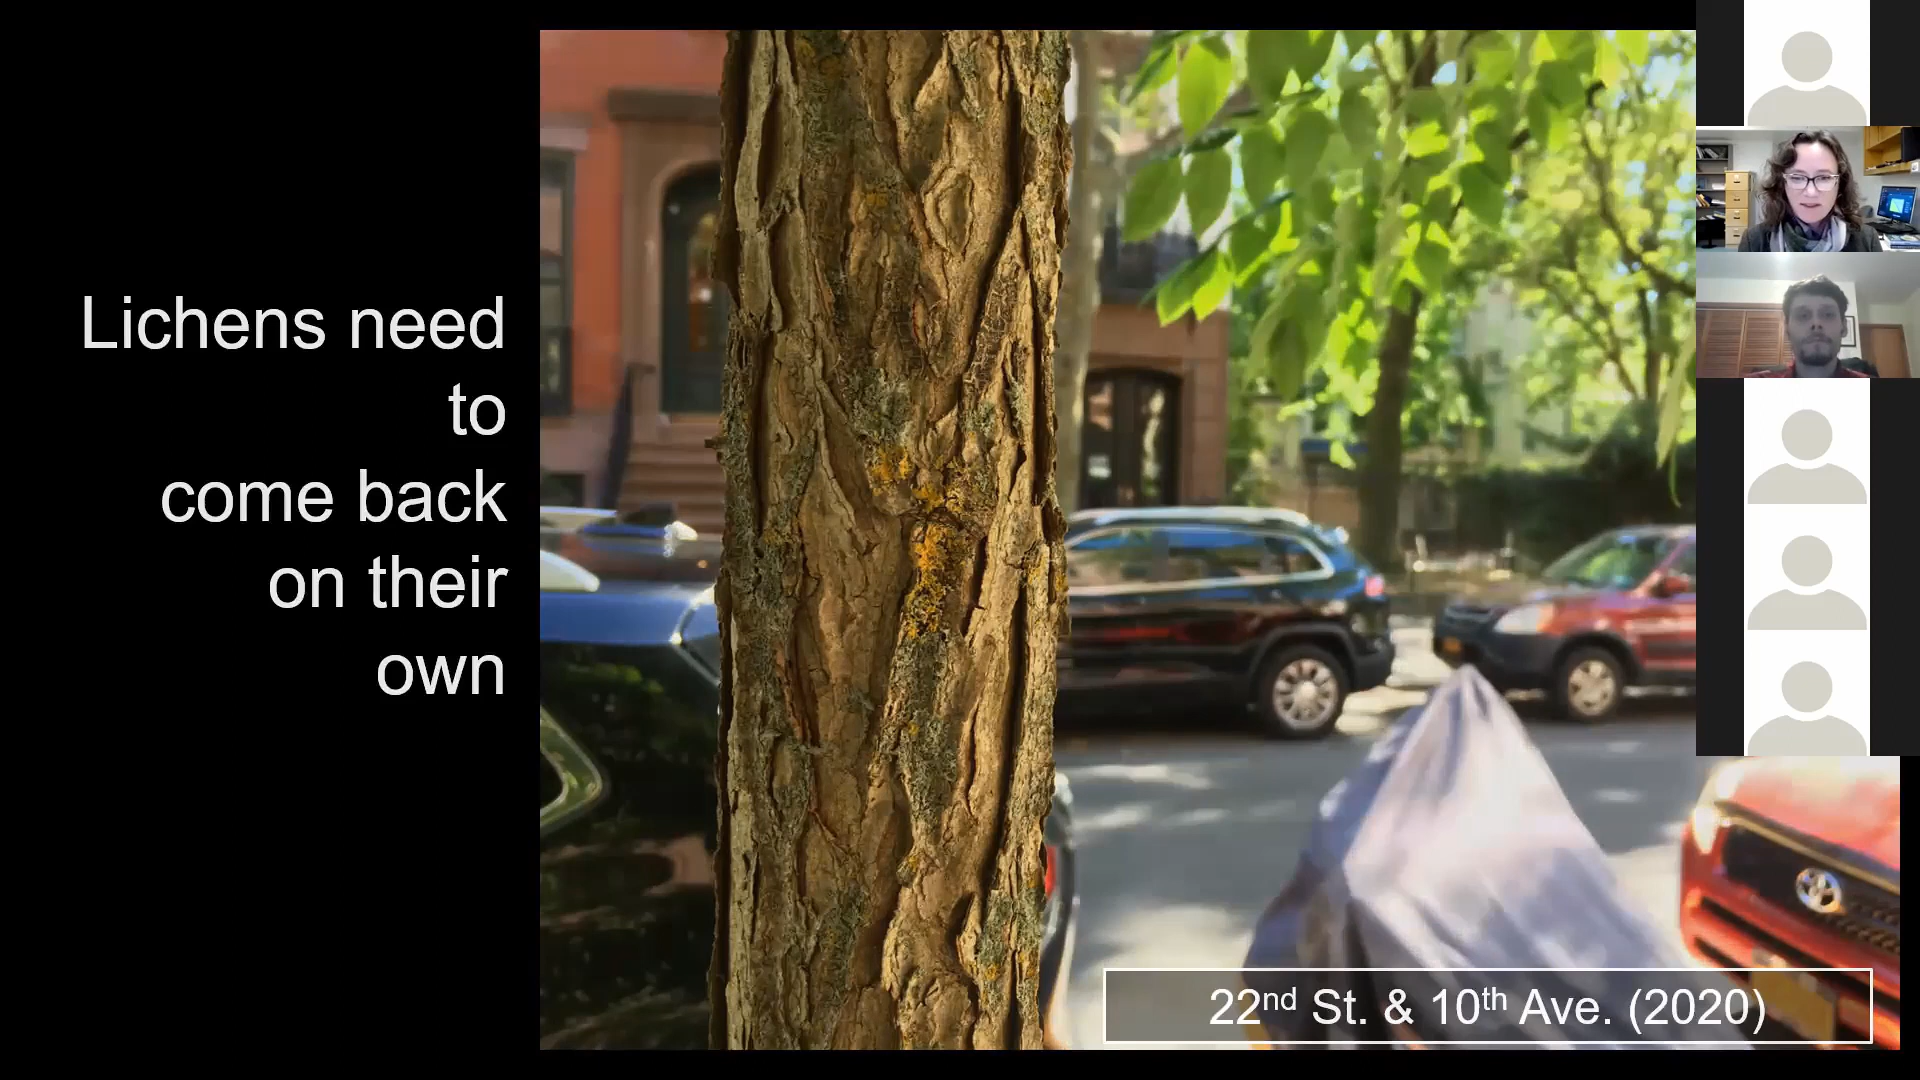 Lichens need
to
come back
on their
own
22nd St. & 10th Ave. (2020)